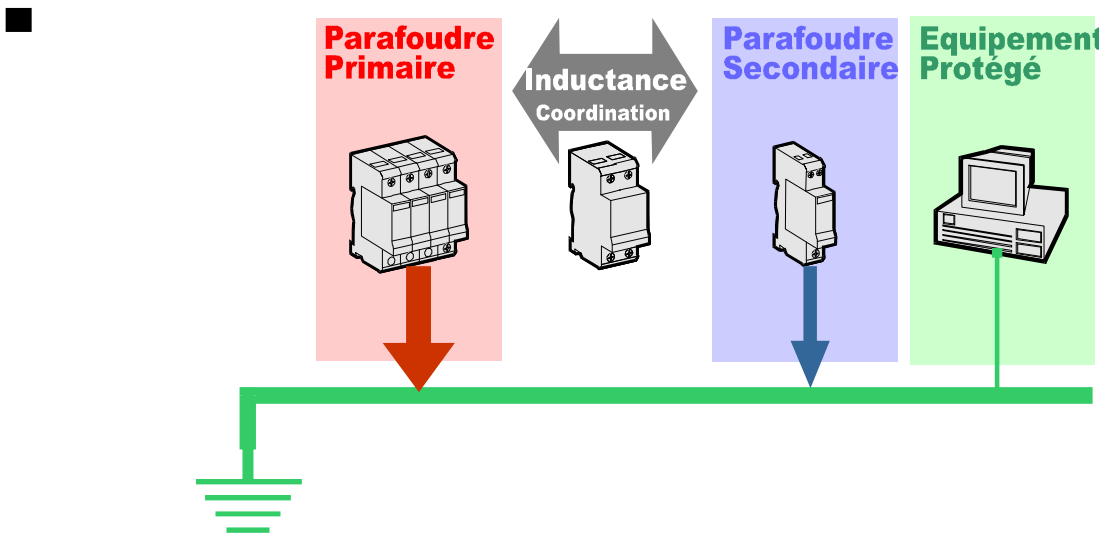 Parafoudre
Primaire
Inductance
Coordination
Parafoudre
Secondaire
Equipement
Protégé